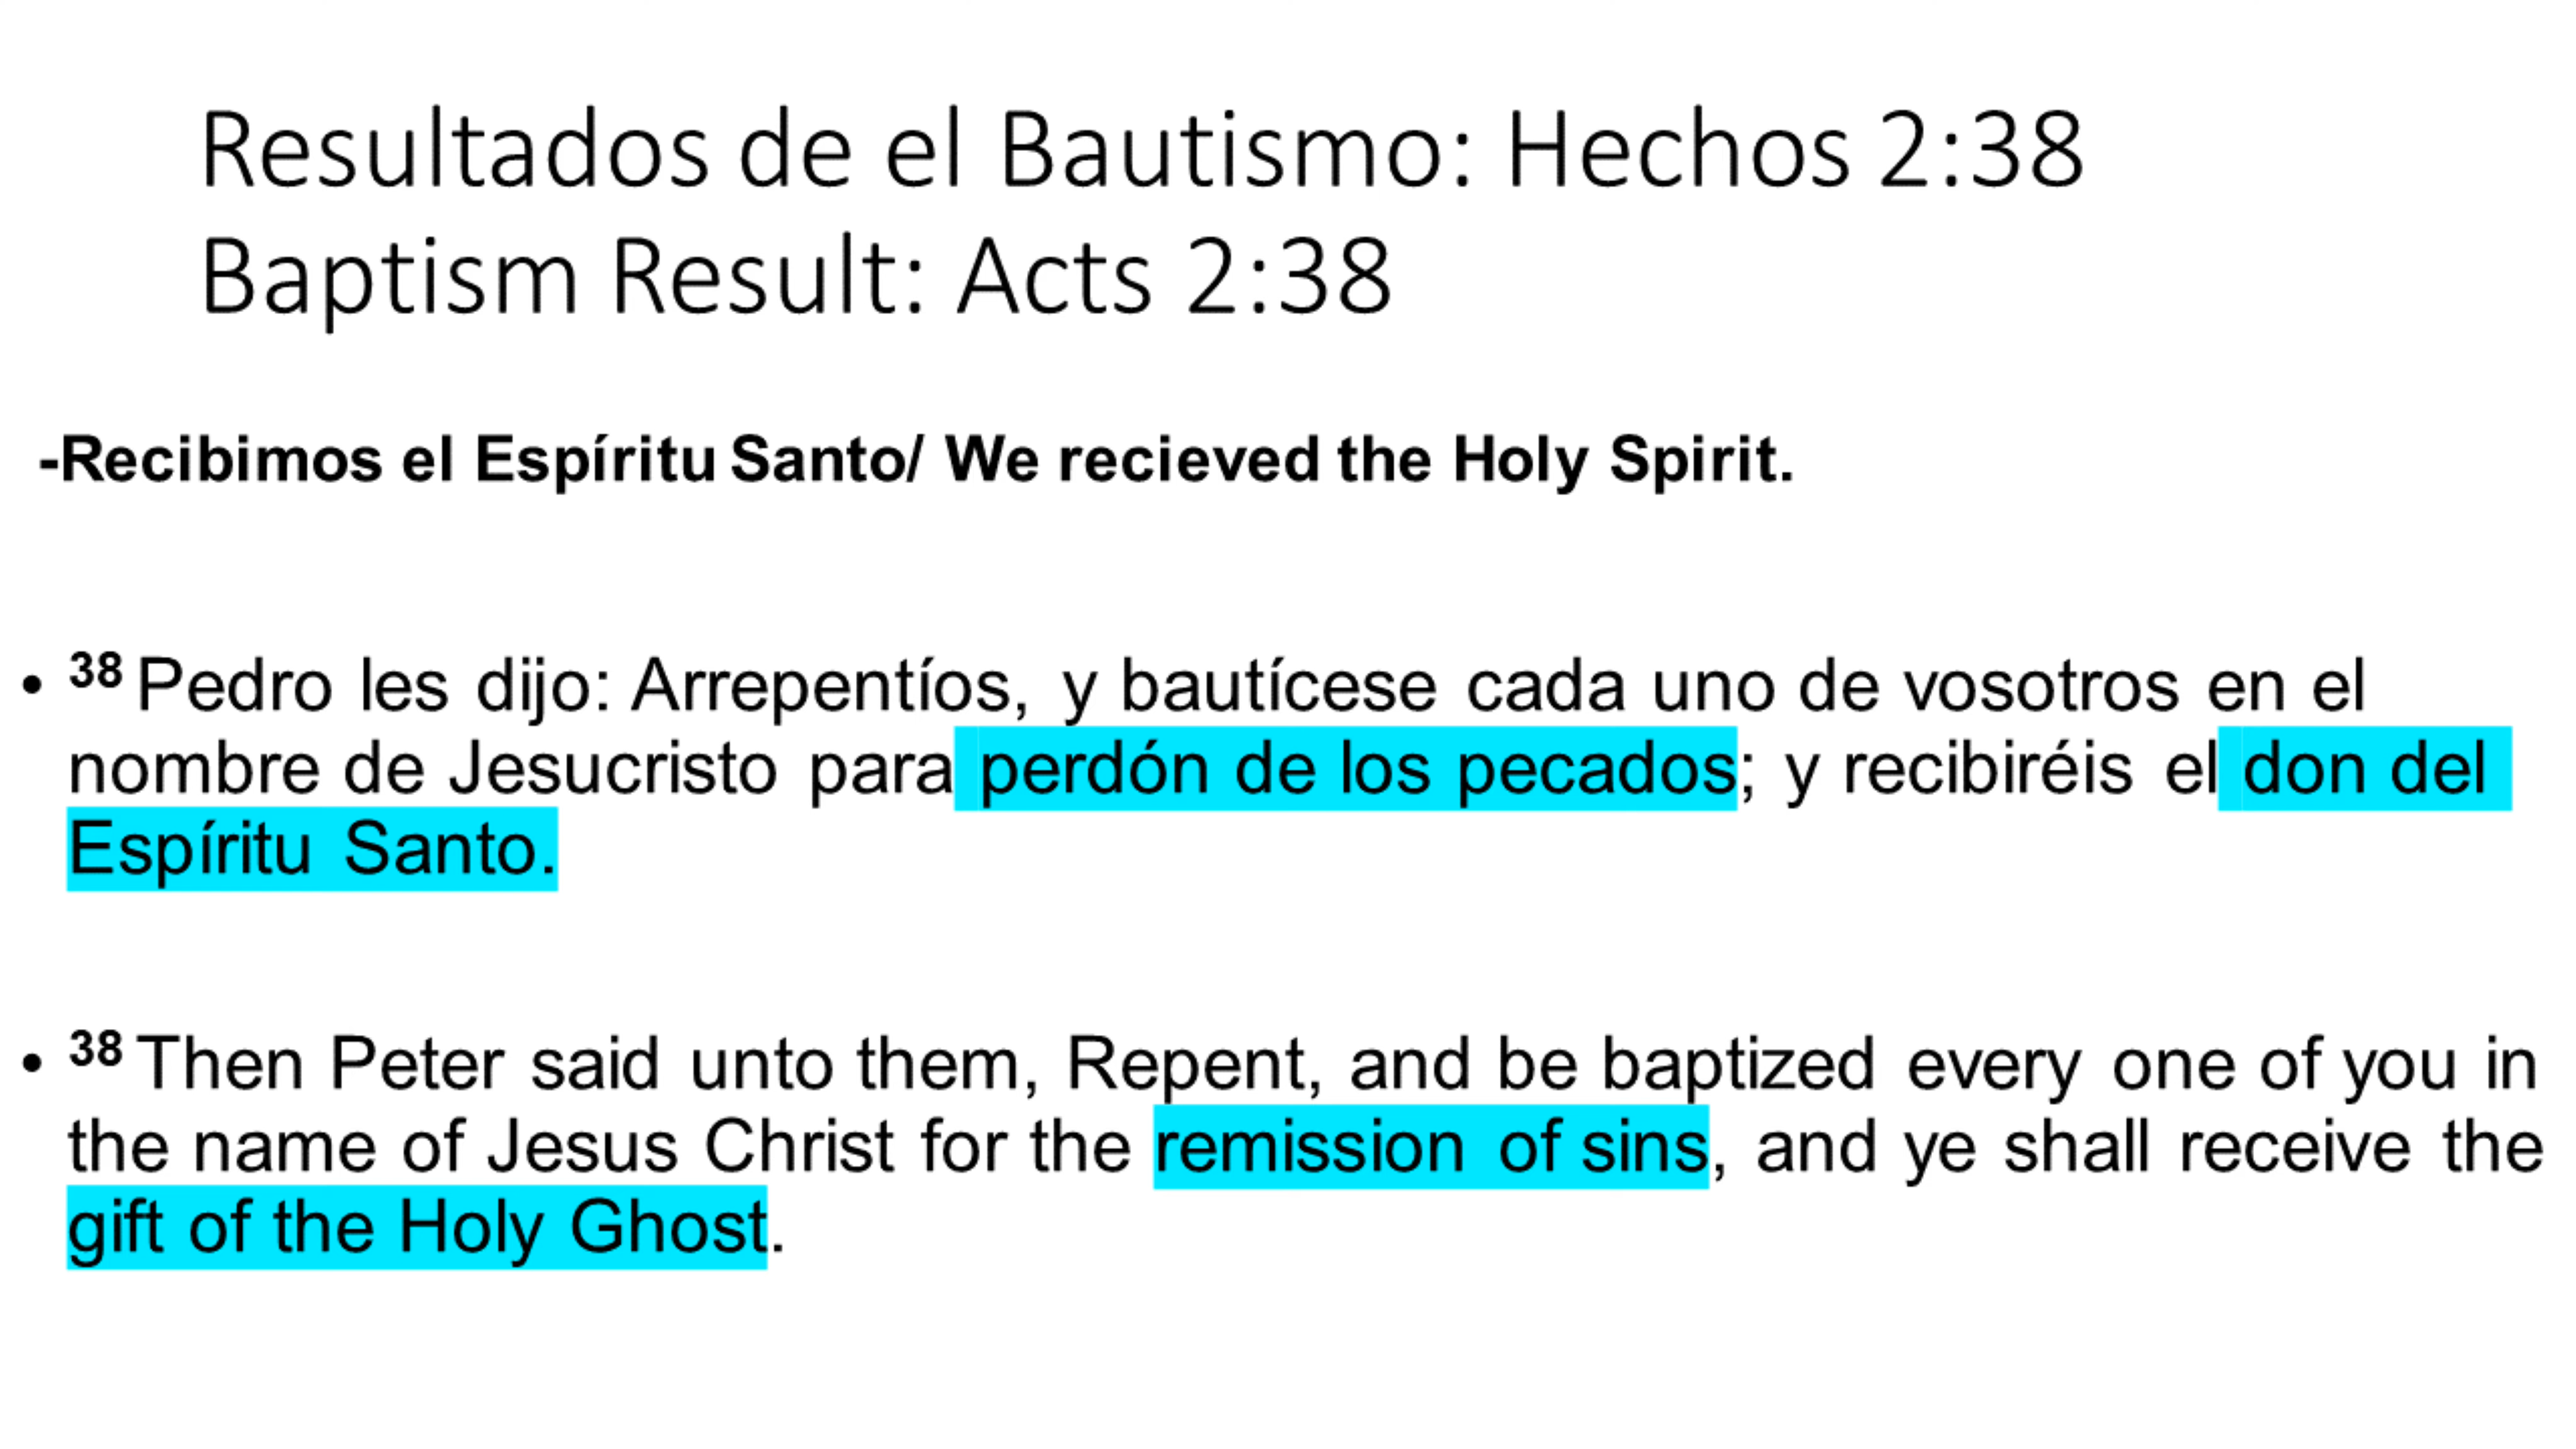 Resultados de el Bautismo: Hechos 2:38
Baptism Result: Acts 2:38
-Recibimos el Espíritu Santo/ We recieved the Holy Spirit.
• 38 Pedro les dijo: Arrepentíos, y bautícese cada uno de vosotros en el
nombre de Jesucristo para perdón de los pecados; y recibiréis el don del
Espíritu Santo.
• 38 Then Peter said unto them, Repent, and be baptized every one of you in
the name of Jesus Christ for the remission of sins, and ye shall receive the
gift of the Holy Ghost.